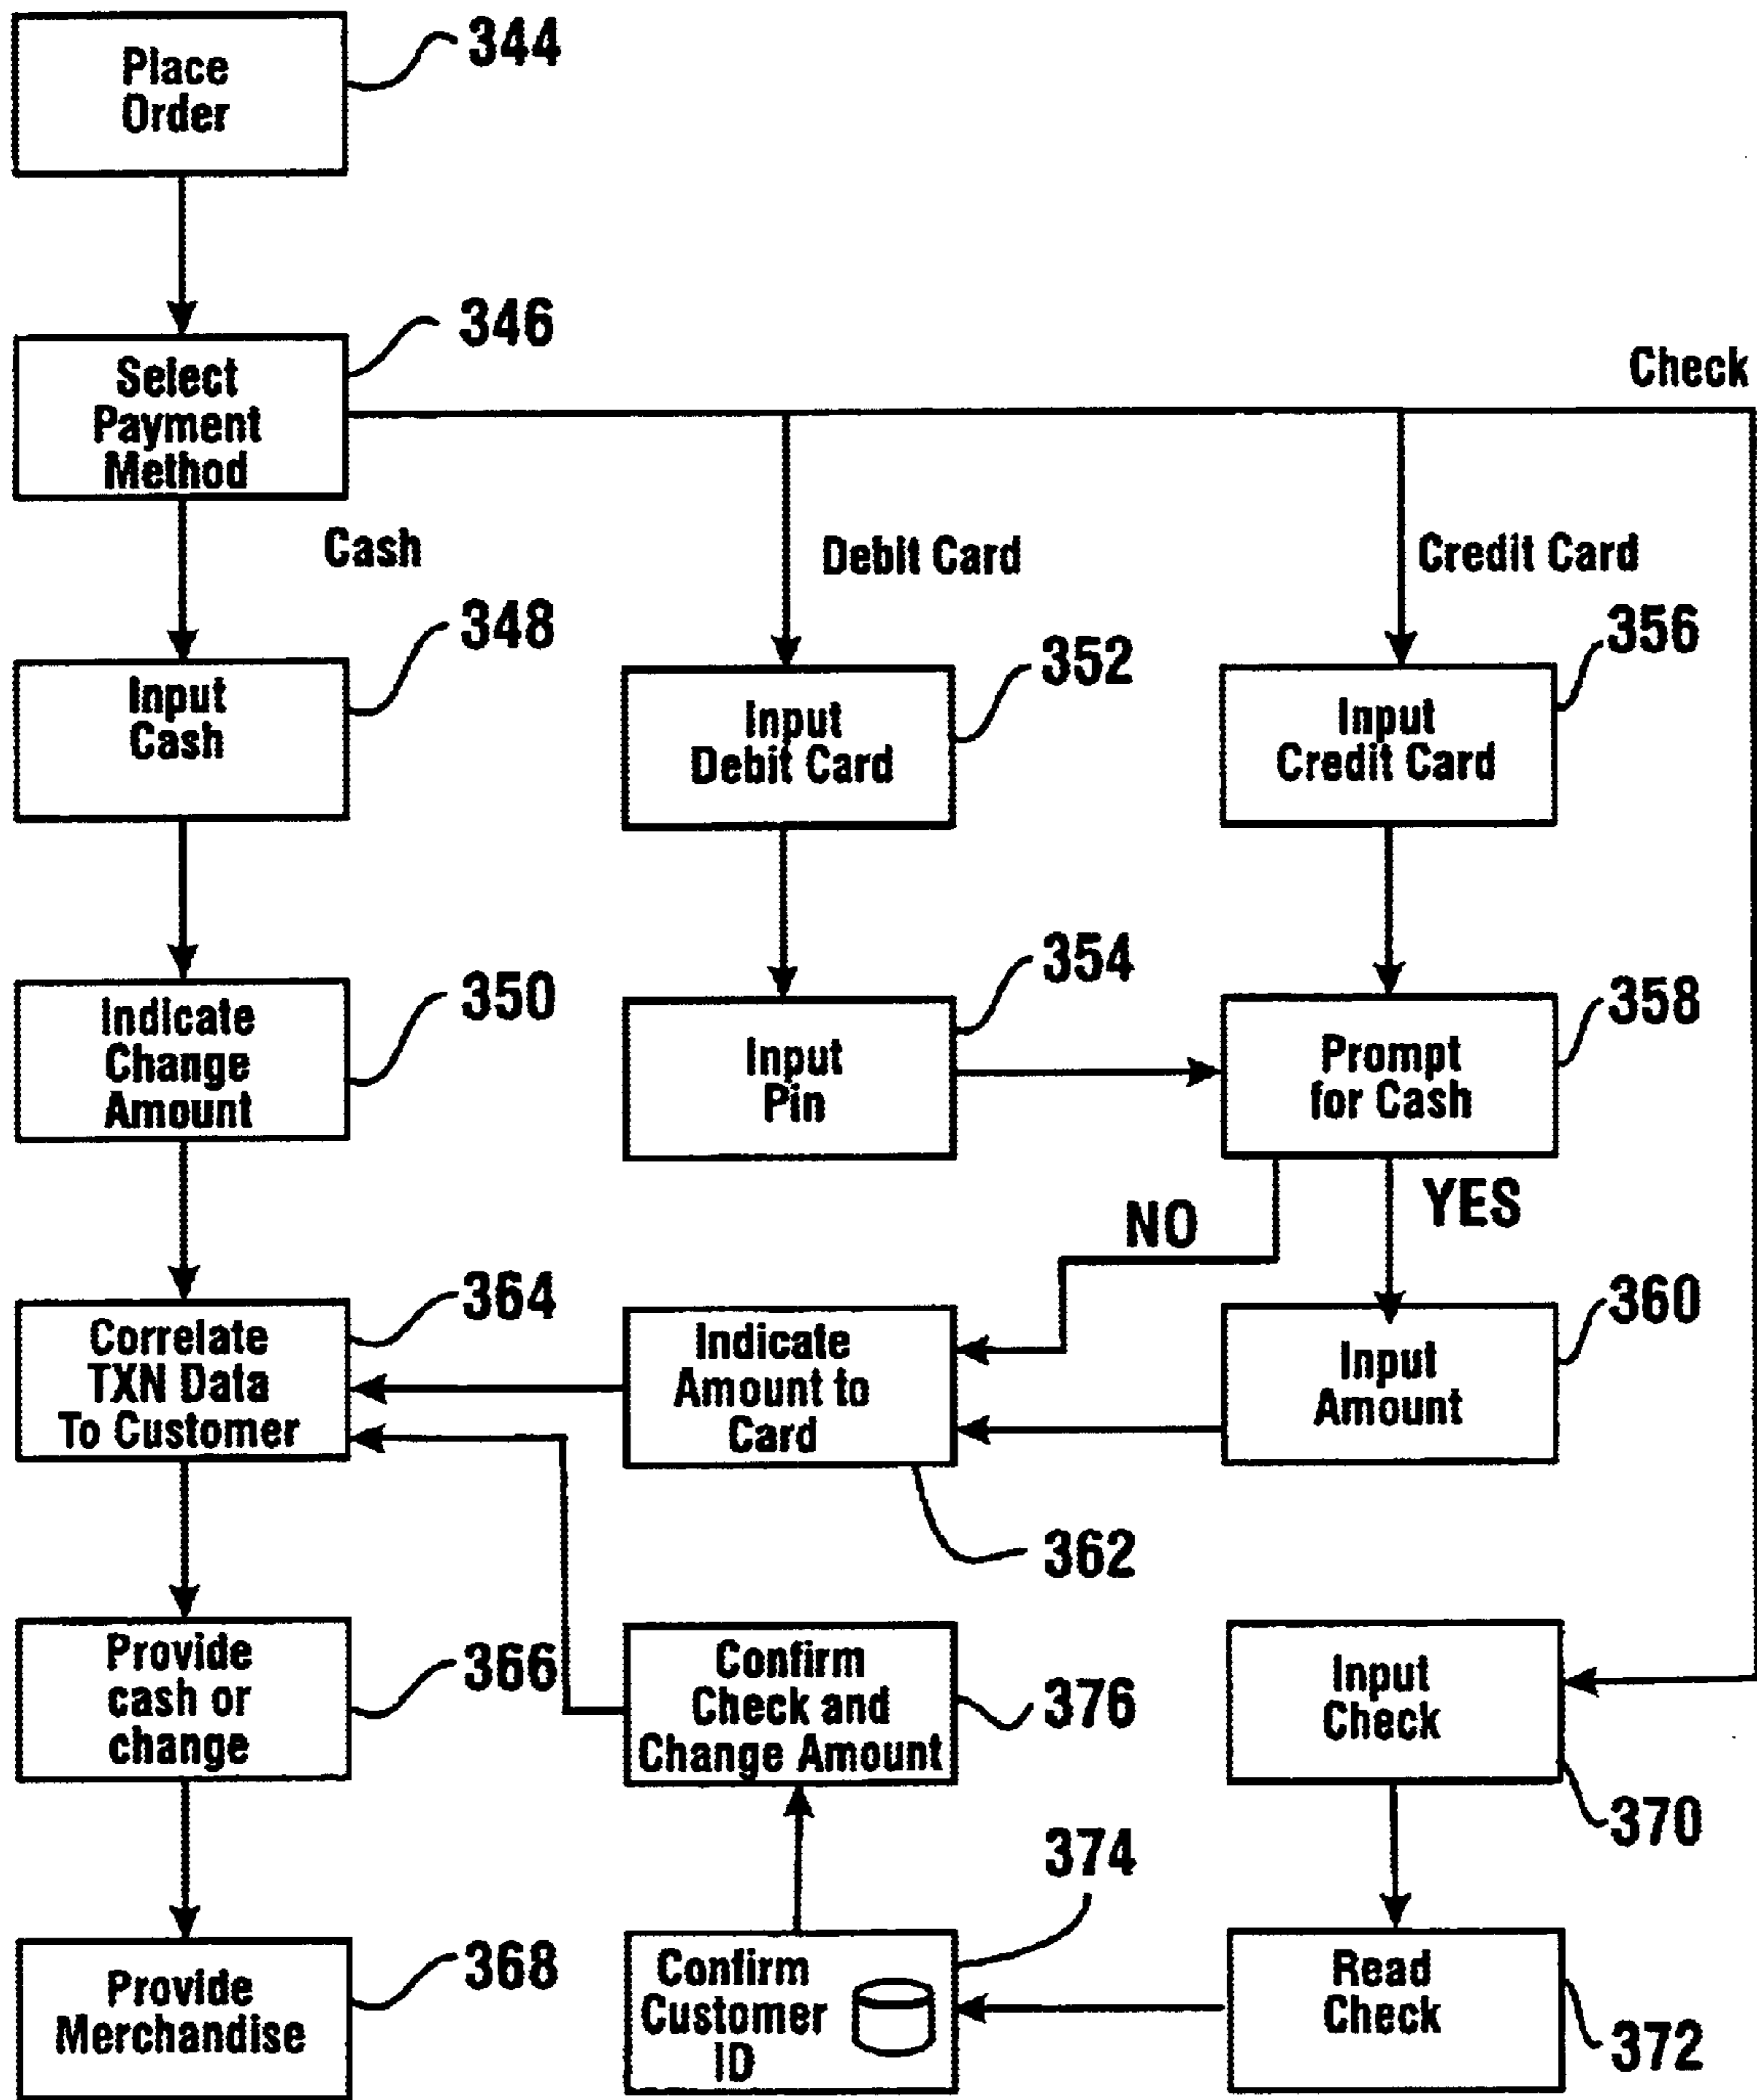 Place
Order
344
Select
Payment
Method
346
Check
Cash
Debit Card
Credit Card
Input
Cash
348
Input
Debit Card
352
Input
Credit Card
356
Indicate
Change
Amount
350
Input
Pin
354
Prompt
for Cash
358
NO
YES
Correlate
TXN Data
To Customer
364
Indicate
Amount to
Card
362
Input
Amount
360
Provide
cash or
change
366
Confirm
Check and
Change Amount
376
Input
Check
370
Provide
Merchandise
368
Confirm
Customer
ID
374
Read
Check
372